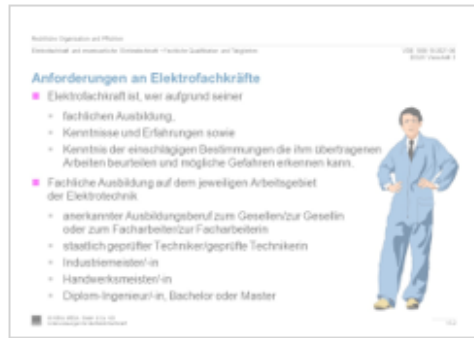 Anforderungen an Elektrofachkräfte
Elektrofachkraft ist, wer aufgrund seiner
fachlichen Ausbildung,
Kenntnisse und Erfahrungen sowie
Kenntnis der einschlägigen Bestimmungen die ihm übertragenen
Arbeiten beurteilen und mögliche Gefahren erkennen kann.
Fachliche Ausbildung auf dem jeweiligen Arbeitsgebiet
der Elektrotechnik
anerkannter Ausbildungsberuf zum Gesellen/zur Gesellin
oder zum Facharbeiter/zur Facharbeiterin
staatlich geprüfter Techniker/geprüfte Technikerin
Industriemeister/-in
Handwerksmeister/-in
Diplom-Ingenieur/-in, Bachelor oder Master